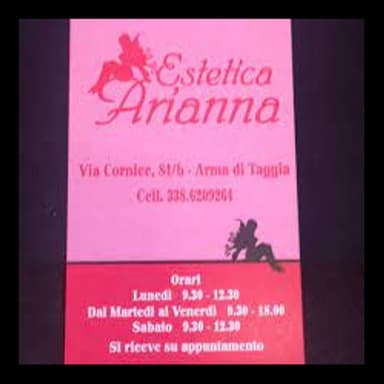 Estetica
Arianna
Via Cornice, 81/b - Arma di Taggia
Cell. 338.6209264
Orari
Lunedì 9.30 - 12.30
Dal Martedì al Venerdì 9.30 - 18.00
Sabato 9.30 - 12.30
Si riceve su appuntamento